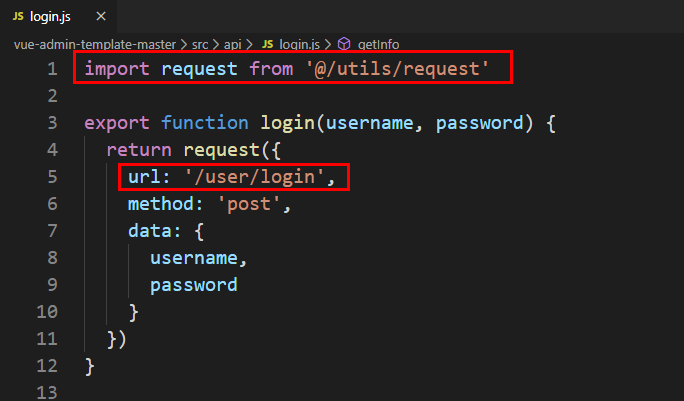 JS login.js ×
vue-admin-template-master > src > api > JS login.js > getInfo
1 import request from '@/utils/request'
2
3 export function login(username, password) {
4 return request({
5 url: '/user/login',
6 method: 'post',
7 data: {
8 username,
9 password
10 }
11 })
12 }
13